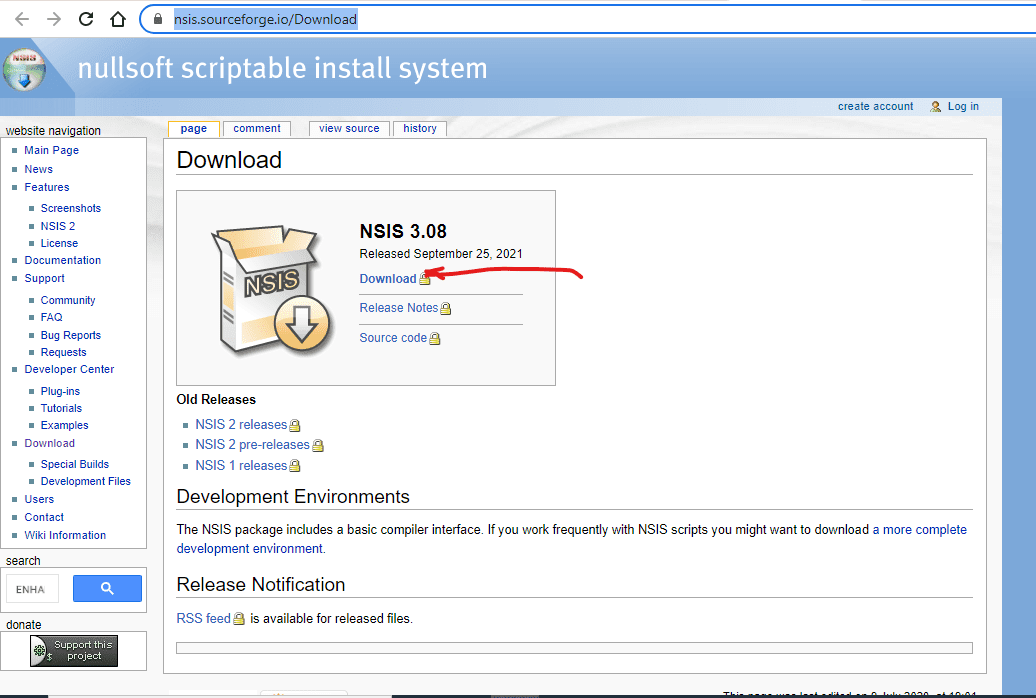 nsis.sourceforge.io/Download
NSIS
nullsoft scriptable install system
create account Log in
website navigation
page comment view source history
Main Page
News
Features
Screenshots
NSIS 2
License
Documentation
Support
Community
FAQ
Bug Reports
Requests
Developer Center
Plug-ins
Tutorials
Examples
Download
Special Builds
Development Files
Users
Contact
Wiki Information
search
ENHA
donate
Support this
$ project
Download
NSIS
NSIS 3.08
Released September 25, 2021
Download
Release Notes
Source code
Old Releases
NSIS 2 releases
NSIS 2 pre-releases
NSIS 1 releases
Development Environments
The NSIS package includes a basic compiler interface. If you work frequently with NSIS scripts you might want to download a more complete
development environment.
Release Notification
RSS feed is available for released files.
This page was last edited on